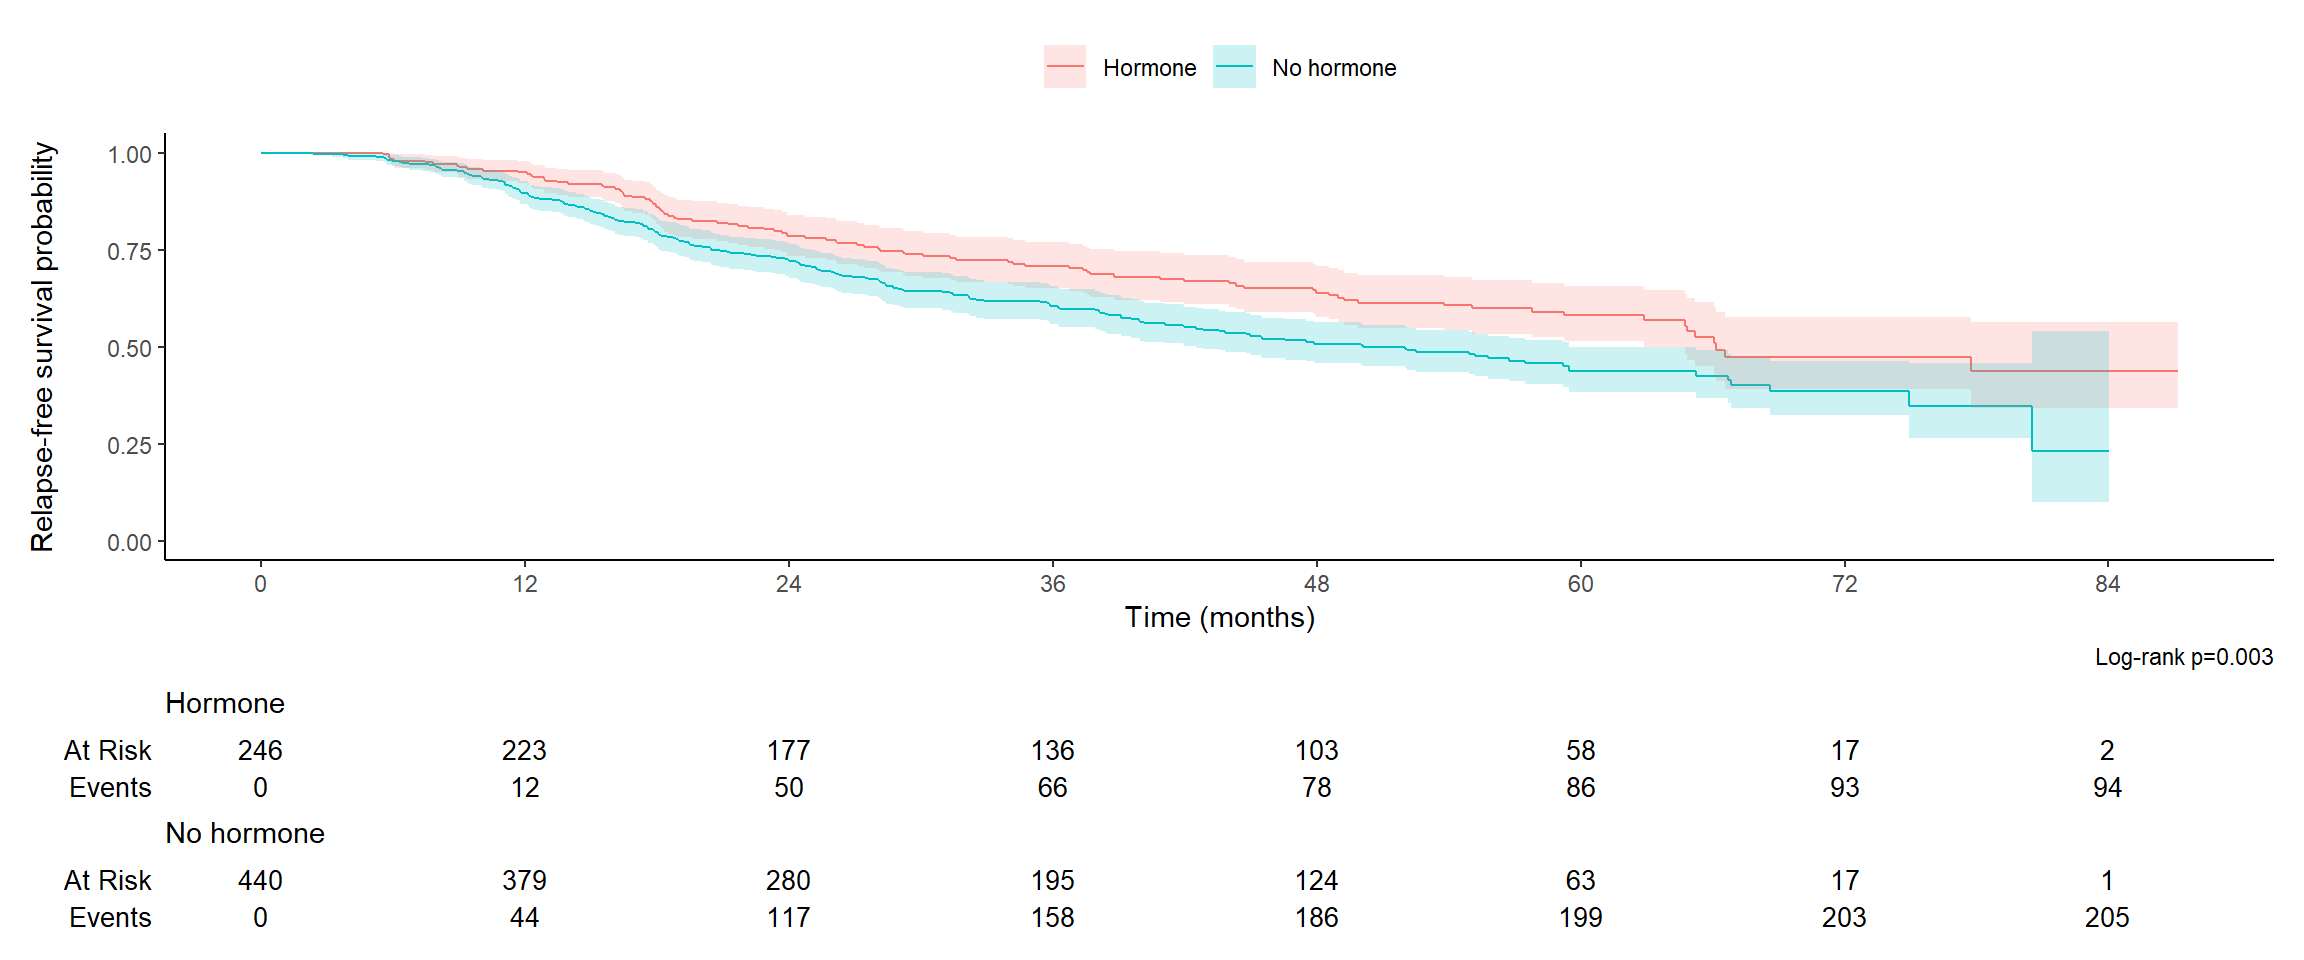 Hormone No hormone
Relapse-free survival probability
1.00
0.75
0.50
0.25
0.00
0 12 24 36 48 60 72 84
Time (months)
Log-rank p=0.003
Hormone
At Risk 246 223 177 136 103 58 17 2
Events 0 12 50 66 78 86 93 94
No hormone
At Risk 440 379 280 195 124 63 17 1
Events 0 44 117 158 186 199 203 205